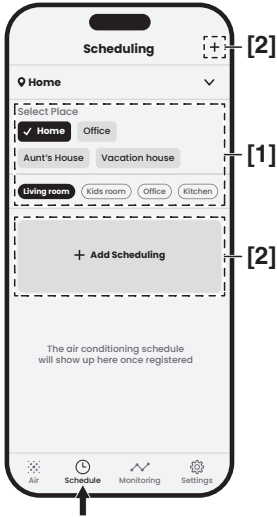 Scheduling
+
[2]
Home
Select Place
Home Office
[1]
Aunt's House Vacation house
Living room Kids room Office Kitchen
+ Add Scheduling
[2]
The air conditioning schedule
will show up here once registered
Air Schedule Monitoring Settings